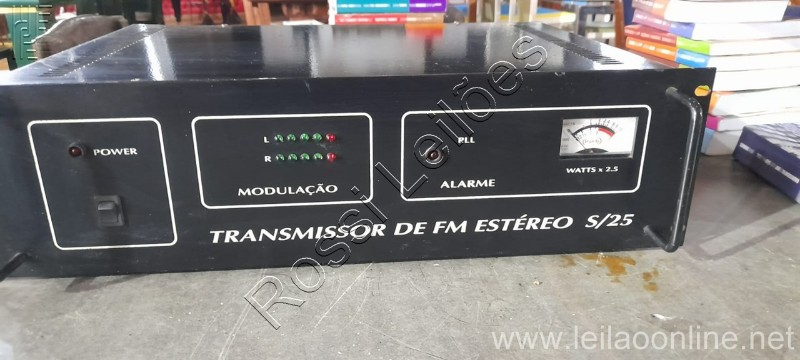 POWER
L
R
MODULAÇÃO
PLL
ALARME
WATTS x 2.5
TRANSMISSOR DE FM ESTÉREO S/25
Rossi Leilões
www.leilaoonline.net